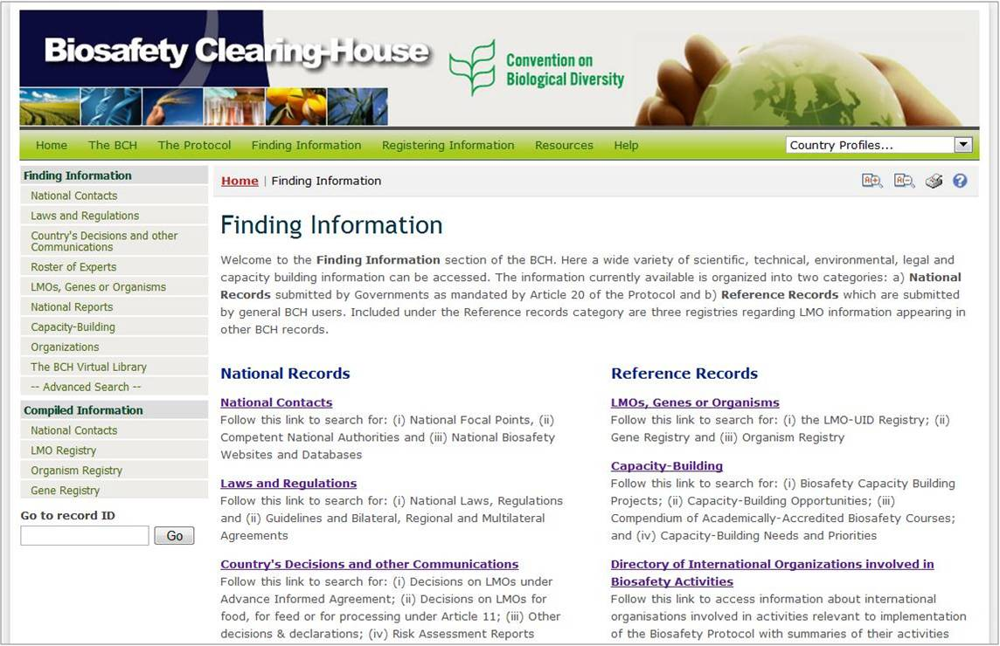 Biosafety Clearing-House
Convention on
Biological Diversity
Home The BCH The Protocol Finding Information Registering Information Resources Help Country Profiles...
Finding Information
National Contacts
Laws and Regulations
Country's Decisions and other
Communications
Roster of Experts
LMOs, Genes or Organisms
National Reports
Capacity-Building
Organizations
The BCH Virtual Library
-- Advanced Search --
Compiled Information
National Contacts
LMO Registry
Organism Registry
Gene Registry
Go to record ID
Go
Home | Finding Information
A+ A- ?
Finding Information
Welcome to the Finding Information section of the BCH. Here a wide variety of scientific, technical, environmental, legal and
capacity building information can be accessed. The information currently available is organized into two categories: a) National
Records submitted by Governments as mandated by Article 20 of the Protocol and b) Reference Records which are submitted
by general BCH users. Included under the Reference records category are three registries regarding LMO information appearing in
other BCH records.
National Records
National Contacts
Follow this link to search for: (i) National Focal Points, (ii)
Competent National Authorities and (iii) National Biosafety
Websites and Databases
Laws and Regulations
Follow this link to search for: (i) National Laws, Regulations
and (ii) Guidelines and Bilateral, Regional and Multilateral
Agreements
Country's Decisions and other Communications
Follow this link to search for: (i) Decisions on LMOs under
Advance Informed Agreement; (ii) Decisions on LMOs for
food, for feed or for processing under Article 11; (iii) Other
decisions & declarations; (iv) Risk Assessment Reports
Reference Records
LMOs, Genes or Organisms
Follow this link to search for: (i) the LMO-UID Registry; (ii)
Gene Registry and (iii) Organism Registry
Capacity-Building
Follow this link to search for: (i) Biosafety Capacity Building
Projects; (ii) Capacity-Building Opportunities; (iii)
Compendium of Academically-Accredited Biosafety Courses;
and (iv) Capacity-Building Needs and Priorities
Directory of International Organizations involved in
Biosafety Activities
Follow this link to access information about international
organisations involved in activities relevant to implementation
of the Biosafety Protocol with summaries of their activities